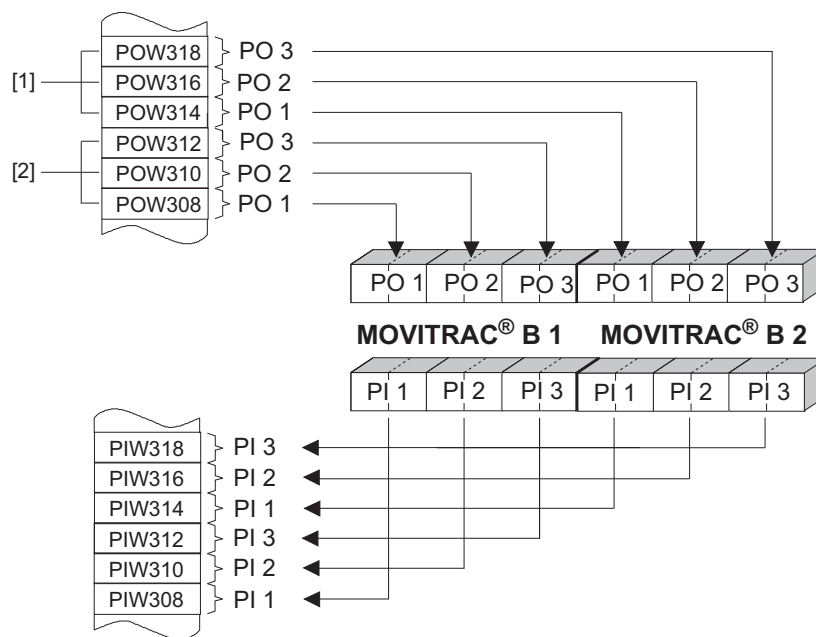 POW318 PO 3
[1] POW316 PO 2
POW314 PO 1
POW312 PO 3
[2] POW310 PO 2
POW308 PO 1
PO 1 PO 2 PO 3 PO 1 PO 2 PO 3
MOVITRAC® B 1 MOVITRAC® B 2
PI 1 PI 2 PI 3 PI 1 PI 2 PI 3
PIW318 PI 3
PIW316 PI 2
PIW314 PI 1
PIW312 PI 3
PIW310 PI 2
PIW308 PI 1